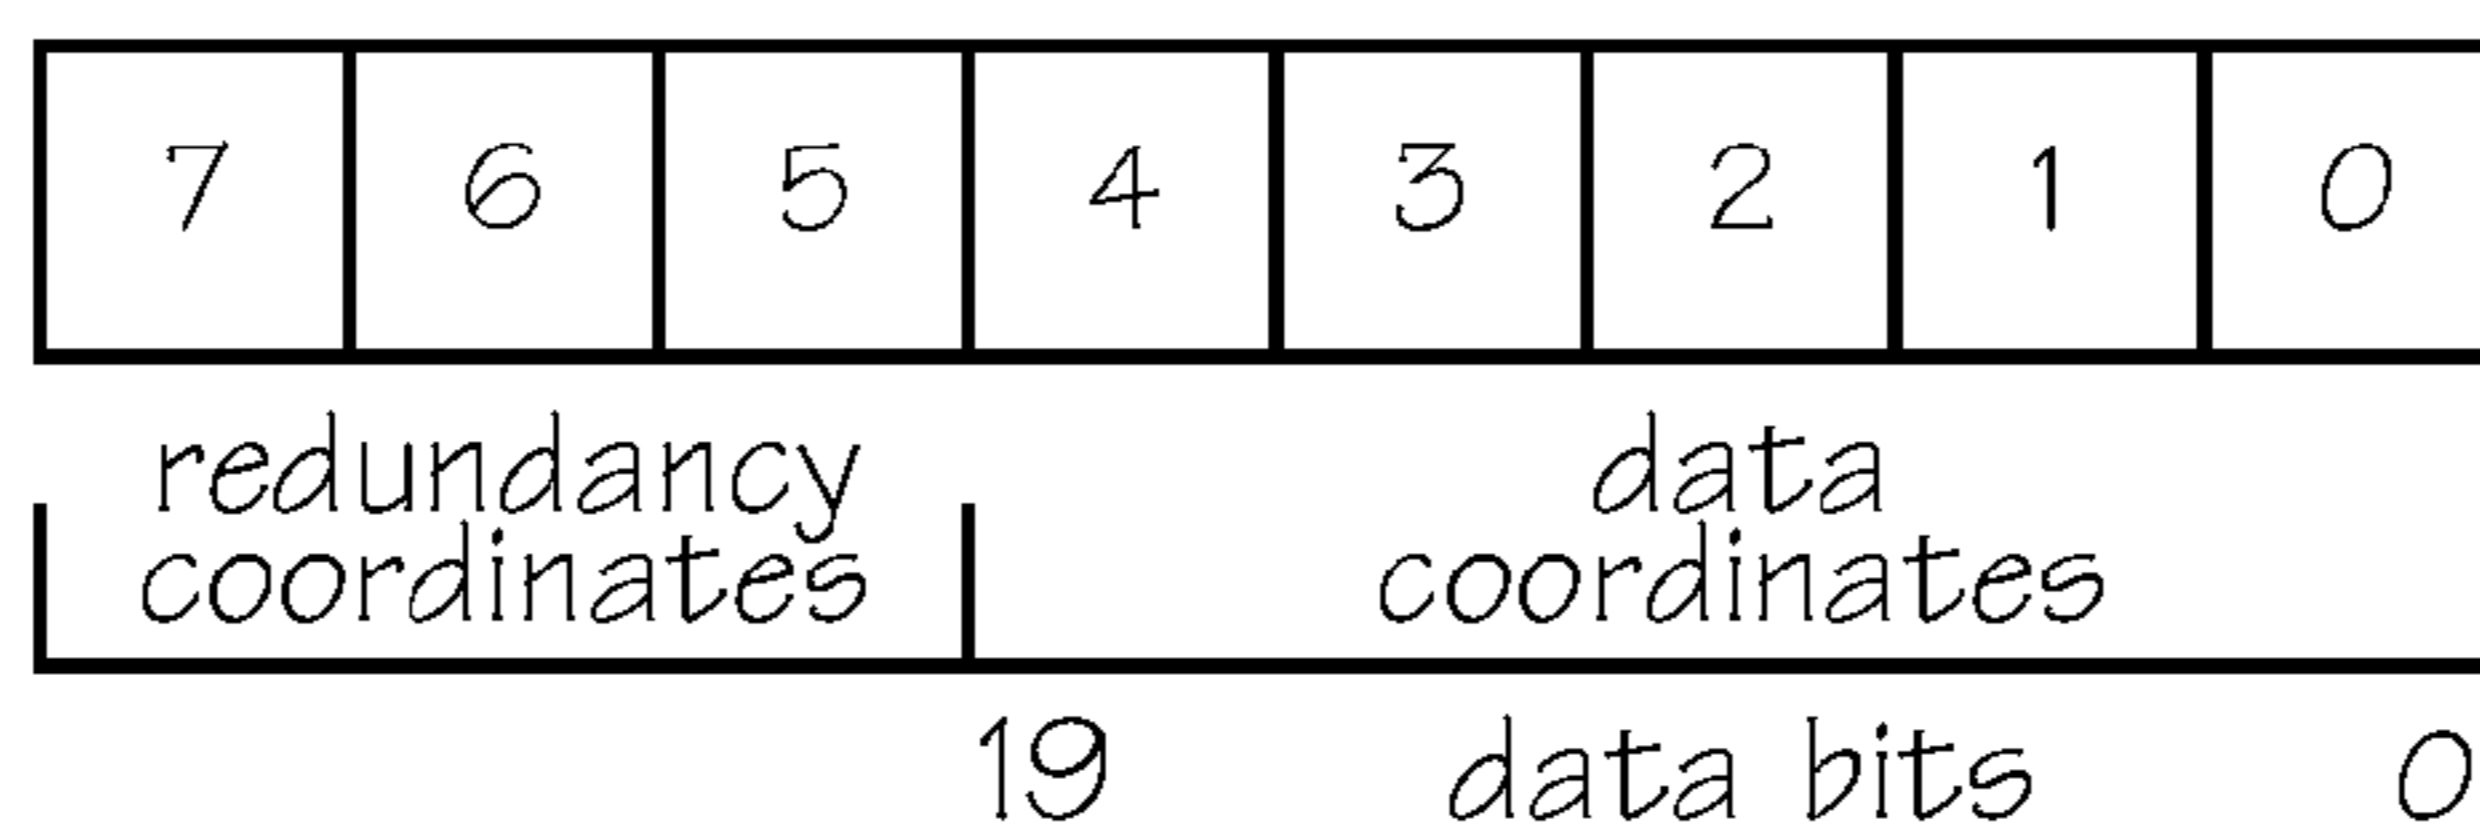 7 6 5 4 3 2 1 0
redundancy data
coordinates coordinates
19 data bits 0